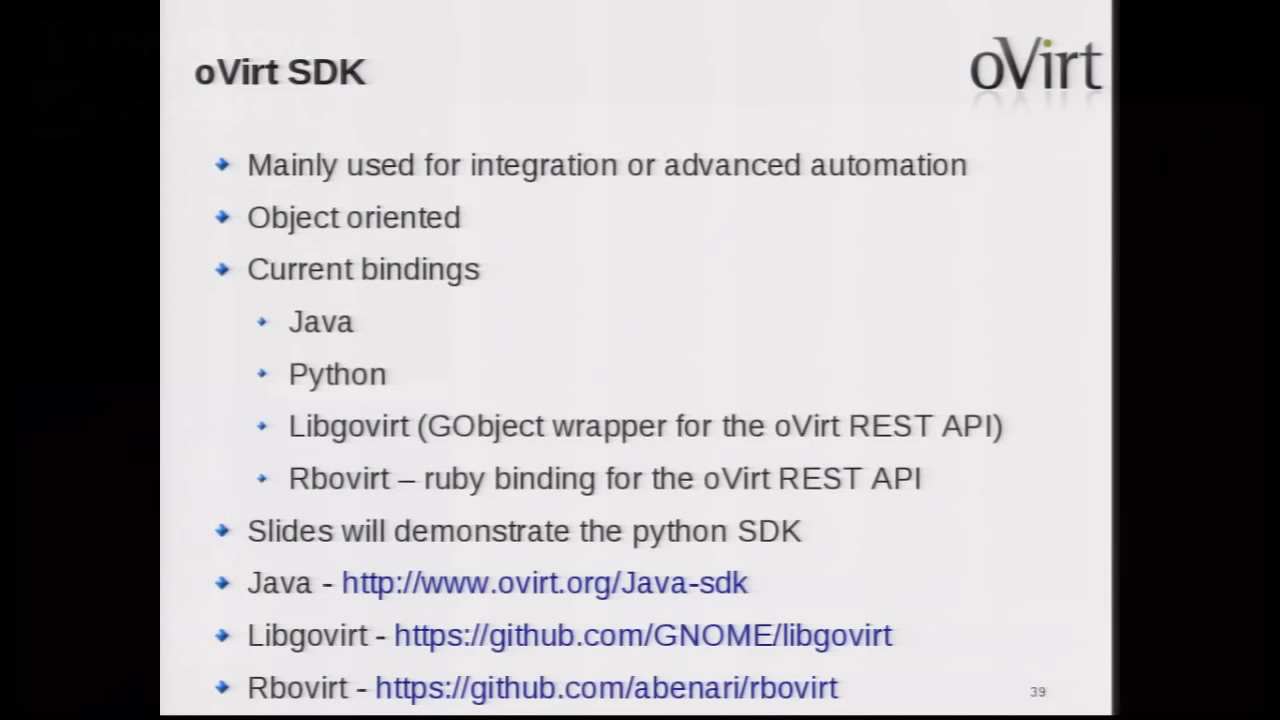 oVirt SDK
oVirt
Mainly used for integration or advanced automation
Object oriented
Current bindings
Java
Python
Libgovirt (GObject wrapper for the oVirt REST API)
Rbovirt – ruby binding for the oVirt REST API
Slides will demonstrate the python SDK
Java - http://www.ovirt.org/Java-sdk
Libgovirt - https://github.com/GNOME/libgovirt
Rbovirt - https://github.com/abenari/rbovirt
39